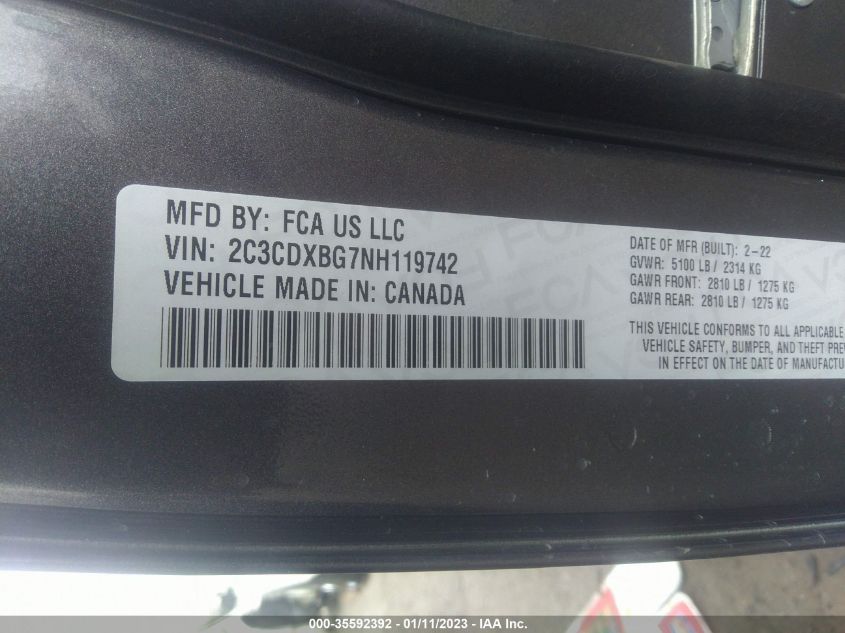 MFD BY: FCA US LLC
VIN: 2C3CDXBG7NH119742
VEHICLE MADE IN: CANADA
DATE OF MFR (BUILT): 2-22
GVWR: 5100 LB / 2314 KG
GAWR FRONT: 2810 LB / 1275 KG
GAWR REAR: 2810 LB / 1275 KG
THIS VEHICLE CONFORMS TO ALL APPLICABLE
VEHICLE SAFETY, BUMPER, AND THEFT PREV
IN EFFECT ON THE DATE OF MANUFACTU
000-35592392 - 01/11/2023 - IAA Inc.